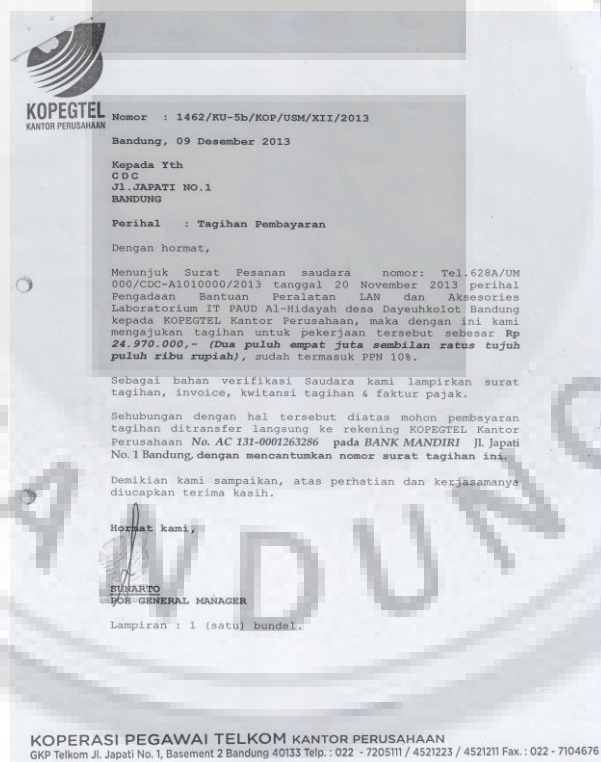 KOPEGTEL
KANTOR PERUSAHAAN
Nomor : 1462/KU-5b/KOP/USM/XII/2013
Bandung, 09 Desember 2013
Kepada Yth
C D C
Jl.JAPATI NO.1
BANDUNG
Perihal : Tagihan Pembayaran
Dengan hormat,
Menunjuk Surat Pesanan saudara nomor: Tel.628A/UM
000/CDC-A1010000/2013 tanggal 20 November 2013 perihal
Pengadaan Bantuan Peralatan LAN dan Aksesories
Laboratorium IT PAUD Al-Hidayah desa Dayeuhkolot Bandung
kepada KOPEGTEL Kantor Perusahaan, maka dengan ini kami
mengajukan tagihan untuk pekerjaan tersebut sebesar Rp
24.970.000,- (Dua puluh empat juta sembilan ratus tujuh
puluh ribu rupiah), sudah termasuk PPN 10%.
Sebagai bahan verifikasi Saudara kami lampirkan surat
tagihan, invoice, kwitansi tagihan & faktur pajak.
Sehubungan dengan hal tersebut diatas mohon pembayaran
tagihan ditransfer langsung ke rekening KOPEGTEL Kantor
Perusahaan No. AC 131-0001263286 pada BANK MANDIRI Jl. Japati
No. 1 Bandung, dengan mencantumkan nomor surat tagihan ini.
Demikian kami sampaikan, atas perhatian dan kerjasamanya
diucapkan terima kasih.
Hormat kami,
SUNARTO
POH GENERAL MANAGER
Lampiran : 1 (satu) bundel.
KOPERASI PEGAWAI TELKOM KANTOR PERUSAHAAN
GKP Telkom Jl. Japati No. 1, Basement 2 Bandung 40133 Telp. : 022 - 7205111 / 4521223 / 4521211 Fax. : 022 - 7104676